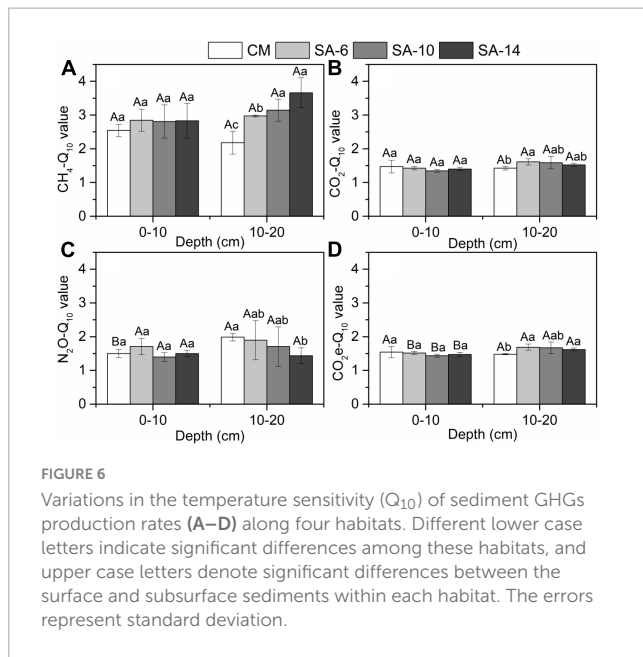 CM SA-6 SA-10 SA-14
A
CH₄-Q₁₀ value
4
3
2
1
0
Aa Aa Aa Aa
Ac Ab Aa Aa
0-10 10-20
Depth (cm)
B
CO₂-Q₁₀ value
4
3
2
1
0
Aa Aa Aa Aa
Ab Aa Aab Aab
0-10 10-20
Depth (cm)
C
N₂O-Q₁₀ value
4
3
2
1
0
Ba Aa Aa Aa
Aa Aab Aab Ab
0-10 10-20
Depth (cm)
D
CO₂e-Q₁₀ value
4
3
2
1
0
Aa Ba Ba Ba
Ab Aa Aab Aa
0-10 10-20
Depth (cm)
FIGURE 6
Variations in the temperature sensitivity (Q₁₀) of sediment GHGs
production rates (A–D) along four habitats. Different lower case
letters indicate significant differences among these habitats, and
upper case letters denote significant differences between the
surface and subsurface sediments within each habitat. The errors
represent standard deviation.